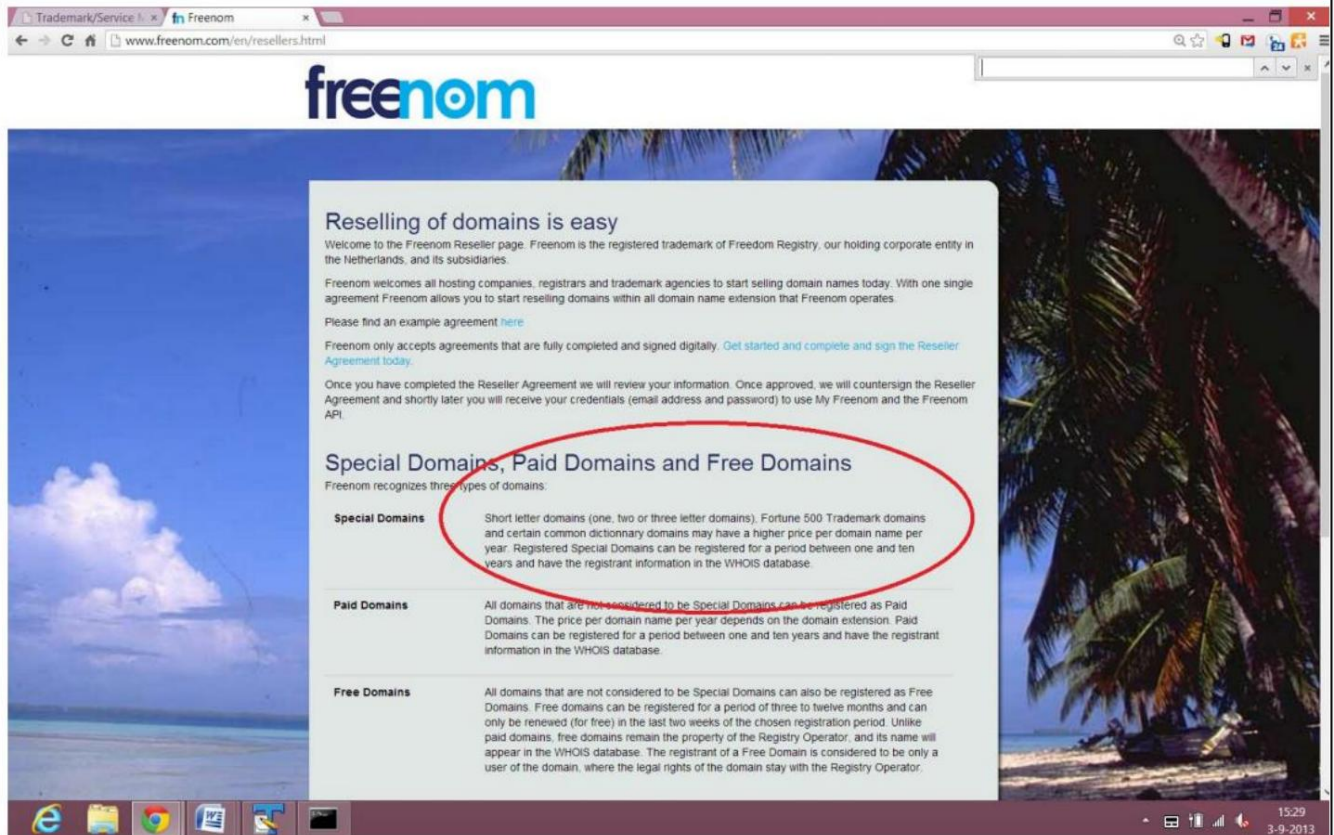 Trademark/Service
Freenom
www.freenom.com/en/resellers.html
freenom
Reselling of domains is easy
Welcome to the Freenom Reseller page. Freenom is the registered trademark of Freedom Registry, our holding corporate entity in
the Netherlands, and its subsidiaries.
Freenom welcomes all hosting companies, registrars and trademark agencies to start selling domain names today. With one single
agreement Freenom allows you to start reselling domains within all domain name extension that Freenom operates.
Please find an example agreement here
Freenom only accepts agreements that are fully completed and signed digitally. Get started and complete and sign the Reseller
Agreement today.
Once you have completed the Reseller Agreement we will review your information. Once approved, we will countersign the Reseller
Agreement and shortly later you will receive your credentials (email address and password) to use My Freenom and the Freenom
API.
Special Domains, Paid Domains and Free Domains
Freenom recognizes three types of domains:
Special Domains
Short letter domains (one, two or three letter domains), Fortune 500 Trademark domains
and certain common dictionnary domains may have a higher price per domain name per
year. Registered Special Domains can be registered for a period between one and ten
years and have the registrant information in the WHOIS database.
Paid Domains
All domains that are not considered to be Special Domains can be registered as Paid
Domains. The price per domain name per year depends on the domain extension. Paid
Domains can be registered for a period between one and ten years and have the registrant
information in the WHOIS database.
Free Domains
All domains that are not considered to be Special Domains can also be registered as Free
Domains. Free domains can be registered for a period of three to twelve months and can
only be renewed (for free) in the last two weeks of the chosen registration period. Unlike
paid domains, free domains remain the property of the Registry Operator, and its name will
appear in the WHOIS database. The registrant of a Free Domain is considered to be only a
user of the domain, where the legal rights of the domain stay with the Registry Operator.
15:29
3-9-2013